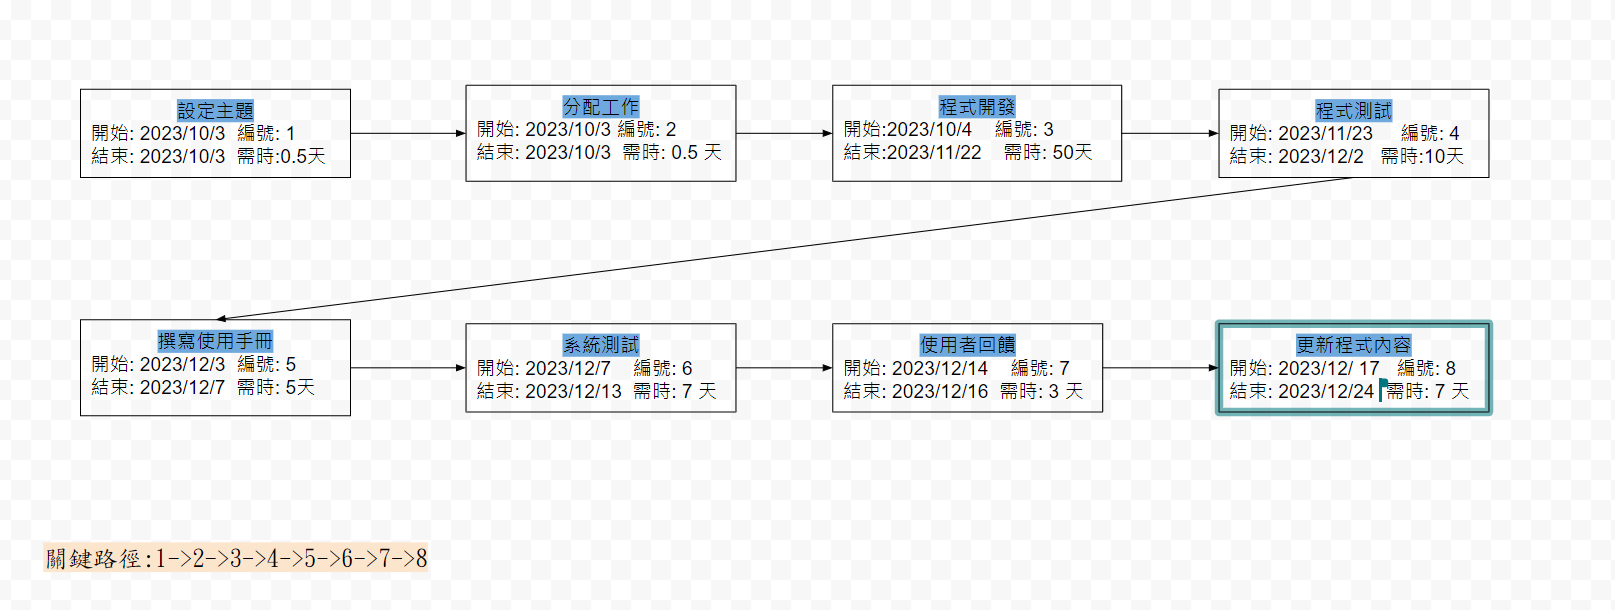 設定主題
開始: 2023/10/3 編號: 1
結束: 2023/10/3 需時:0.5天
分配工作
開始: 2023/10/3 編號: 2
結束: 2023/10/3 需時: 0.5 天
程式開發
開始:2023/10/4 編號: 3
結束:2023/11/22 需時: 50天
程式測試
開始: 2023/11/23 編號: 4
結束: 2023/12/2 需時:10天
撰寫使用手冊
開始: 2023/12/3 編號: 5
結束: 2023/12/7 需時: 5天
系統測試
開始: 2023/12/7 編號: 6
結束: 2023/12/13 需時: 7 天
使用者回饋
開始: 2023/12/14 編號: 7
結束: 2023/12/16 需時: 3 天
更新程式內容
開始: 2023/12/ 17 編號: 8
結束: 2023/12/24 需時: 7 天
關鍵路徑:1->2->3->4->5->6->7->8